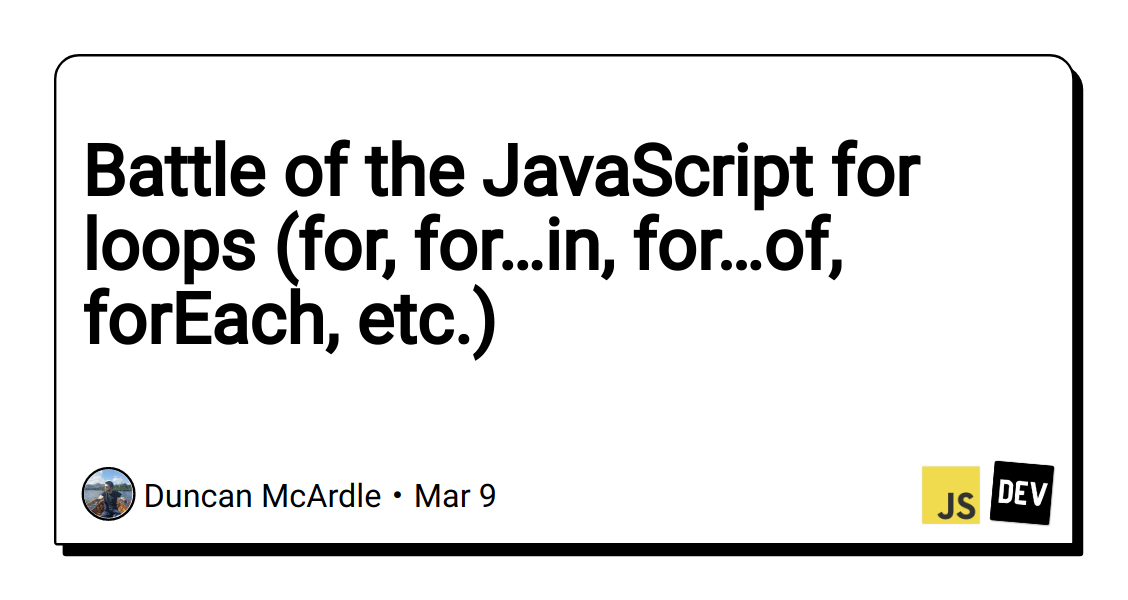 Battle of the JavaScript for
loops (for, for...in, for...of,
forEach, etc.)
Duncan McArdle • Mar 9
JS
DEV